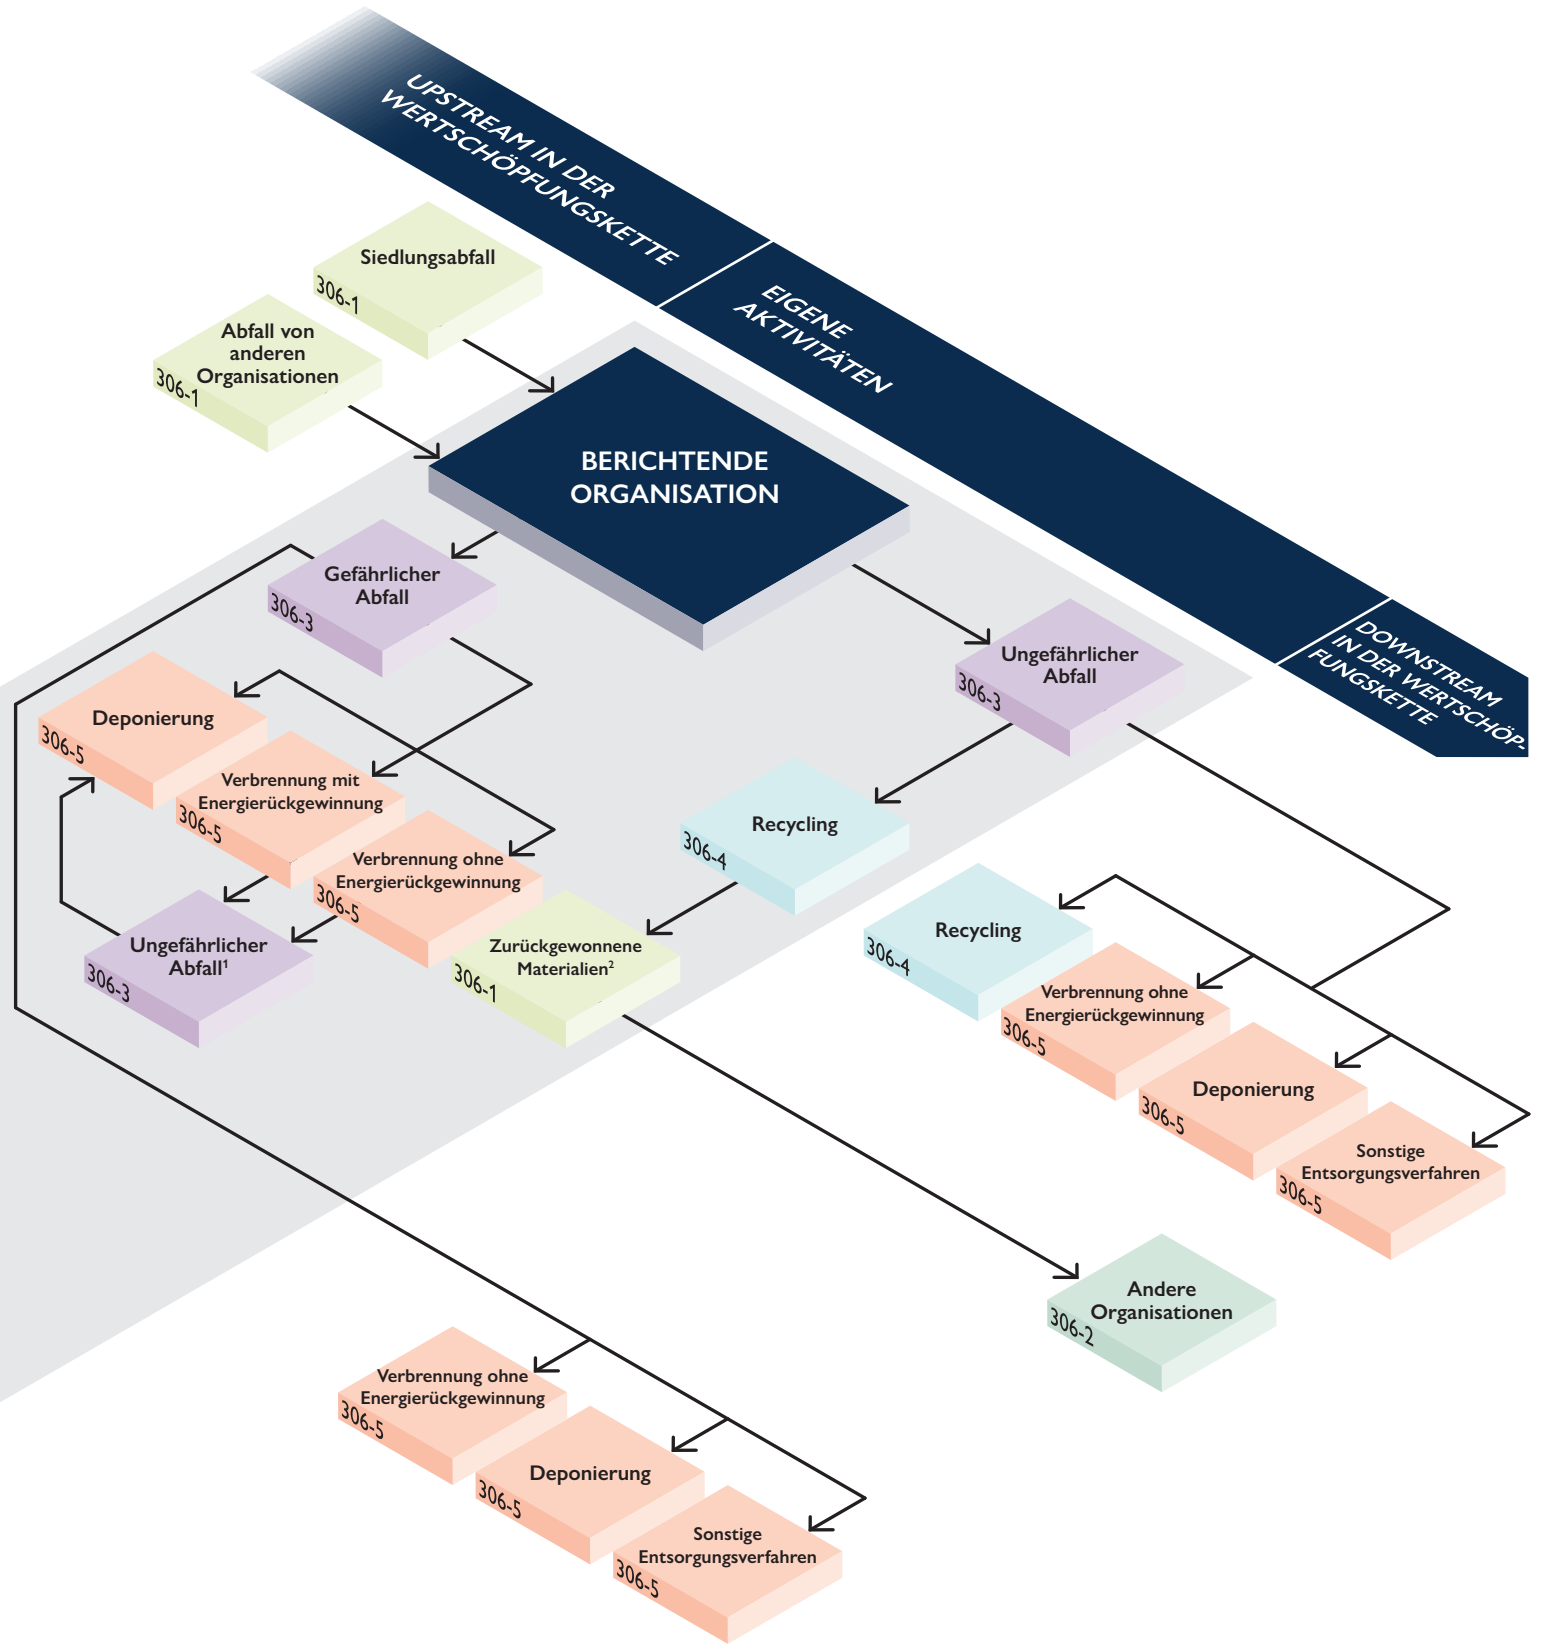 UPSTREAM IN DER
WERTSCHÖPFUNGSKETTE
EIGENE
AKTIVITÄTEN
DOWNSTREAM
IN DER WERTSCHÖP-
FUNGSKETTE
Siedlungsabfall
306-1
Abfall von
anderen
Organisationen
306-1
BERICHTENDE
ORGANISATION
Gefährlicher
Abfall
306-3
Ungefährlicher
Abfall
306-3
Deponierung
306-5
Verbrennung mit
Energierückgewinnung
306-5
Verbrennung ohne
Energierückgewinnung
306-5
Ungefährlicher
Abfall¹
306-3
Recycling
306-4
Zurückgewonnene
Materialien²
306-1
Recycling
306-4
Verbrennung ohne
Energierückgewinnung
306-5
Deponierung
306-5
Sonstige
Entsorgungsverfahren
306-5
Andere
Organisationen
306-2
Verbrennung ohne
Energierückgewinnung
306-5
Deponierung
306-5
Sonstige
Entsorgungsverfahren
306-5